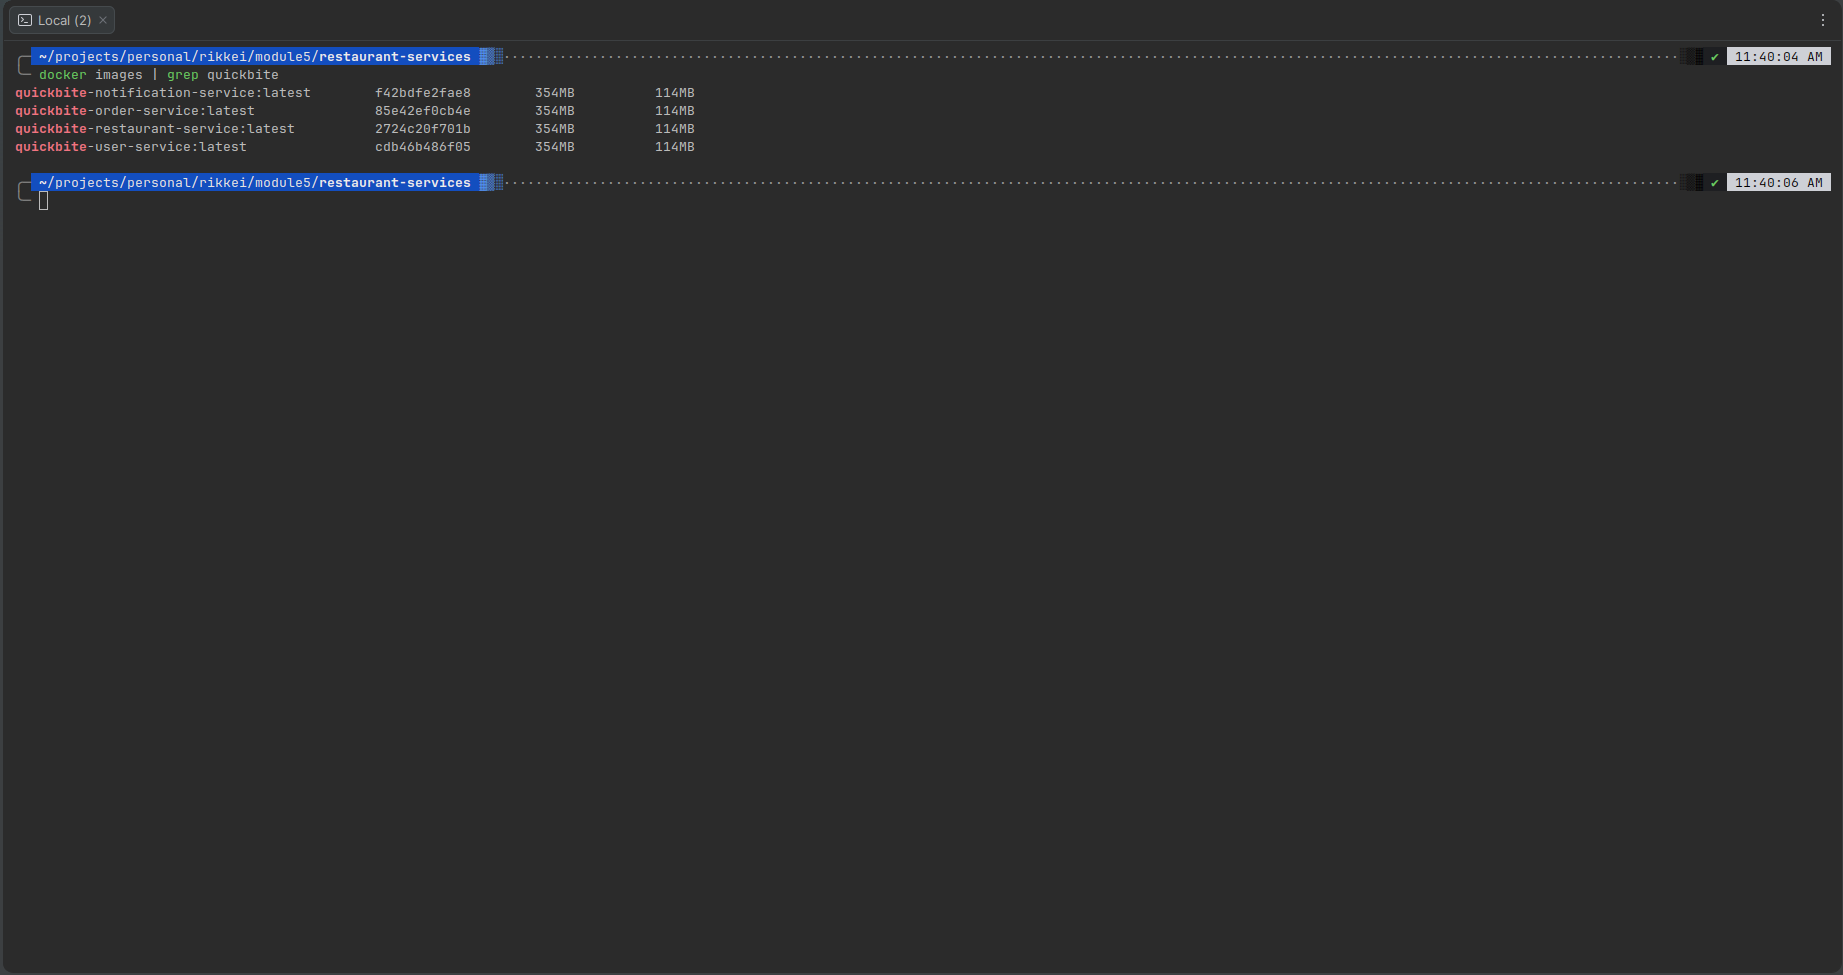 Local (2)
~/projects/personal/rikkei/module5/restaurant-services ✔ 11:40:04 AM
docker images | grep quickbite
quickbite-notification-service:latest f42bdfe2fae8 354MB 114MB
quickbite-order-service:latest 85e42ef0cb4e 354MB 114MB
quickbite-restaurant-service:latest 2724c20f701b 354MB 114MB
quickbite-user-service:latest cdb46b486f05 354MB 114MB
~/projects/personal/rikkei/module5/restaurant-services ✔ 11:40:06 AM